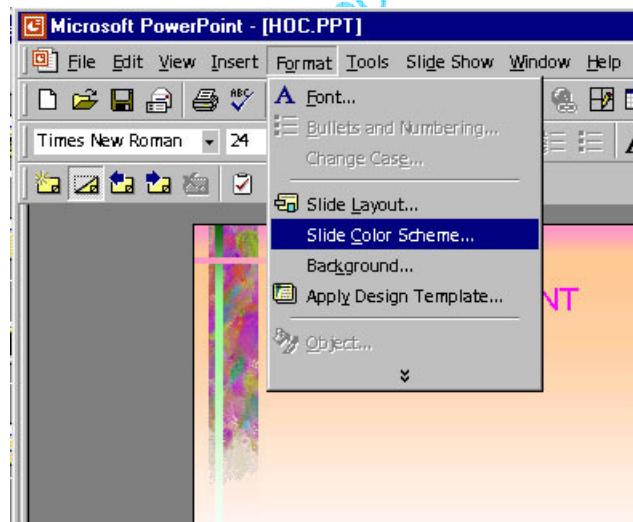 Microsoft PowerPoint - [HOC.PPT]
File Edit View Insert Format Tools Slide Show Window Help
ABC
Times New Roman 24
A Font...
Bullets and Numbering...
Change Case...
Slide Layout...
Slide Color Scheme...
Background...
Apply Design Template...
NT
Object...